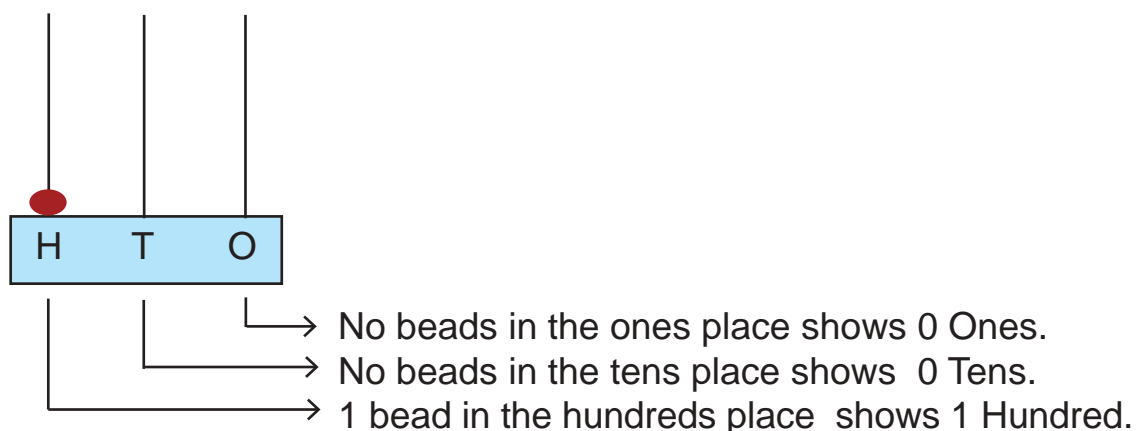 H T O
No beads in the ones place shows 0 Ones.
No beads in the tens place shows 0 Tens.
1 bead in the hundreds place shows 1 Hundred.